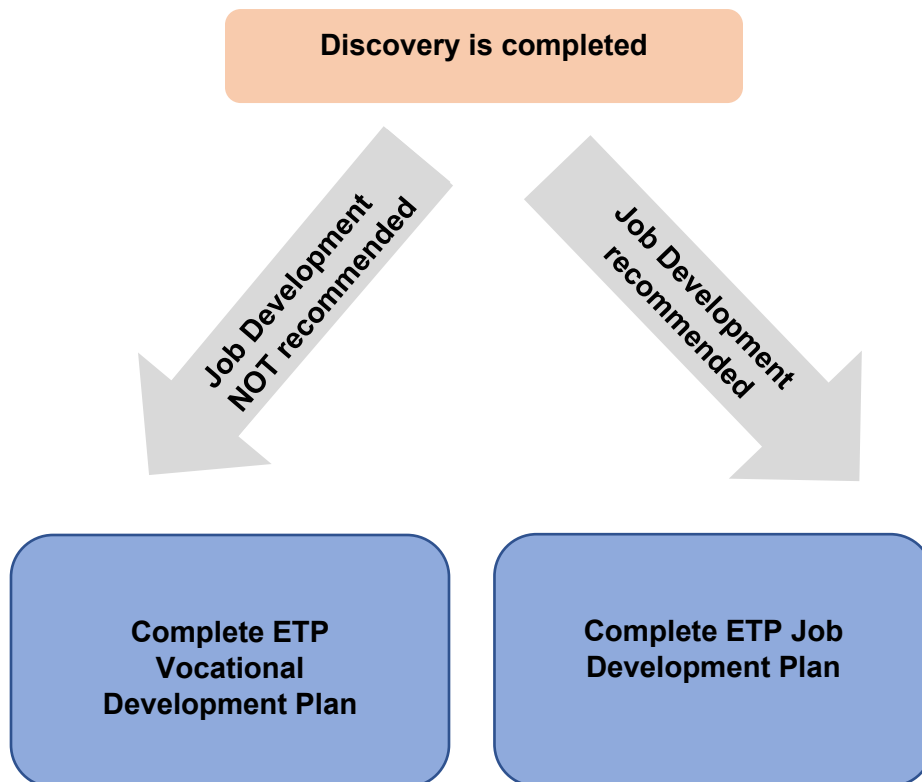 Discovery is completed
Job Development
NOT recommended
Job Development
recommended
Complete ETP
Vocational
Development Plan
Complete ETP Job
Development Plan